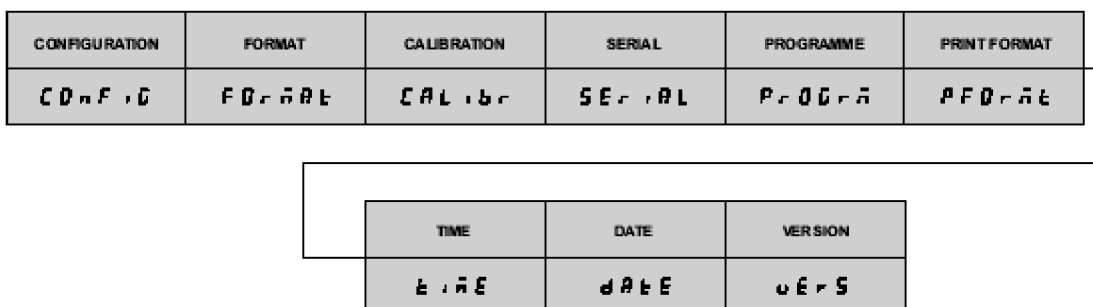 CONFIGURATION FORMAT CALIBRATION SERIAL PROGRAMME PRINT FORMAT
COnFiG FOrmAt CALibr SEriAL PrOGrm PFOrmt
TIME DATE VERSION
timE dAtE vErS